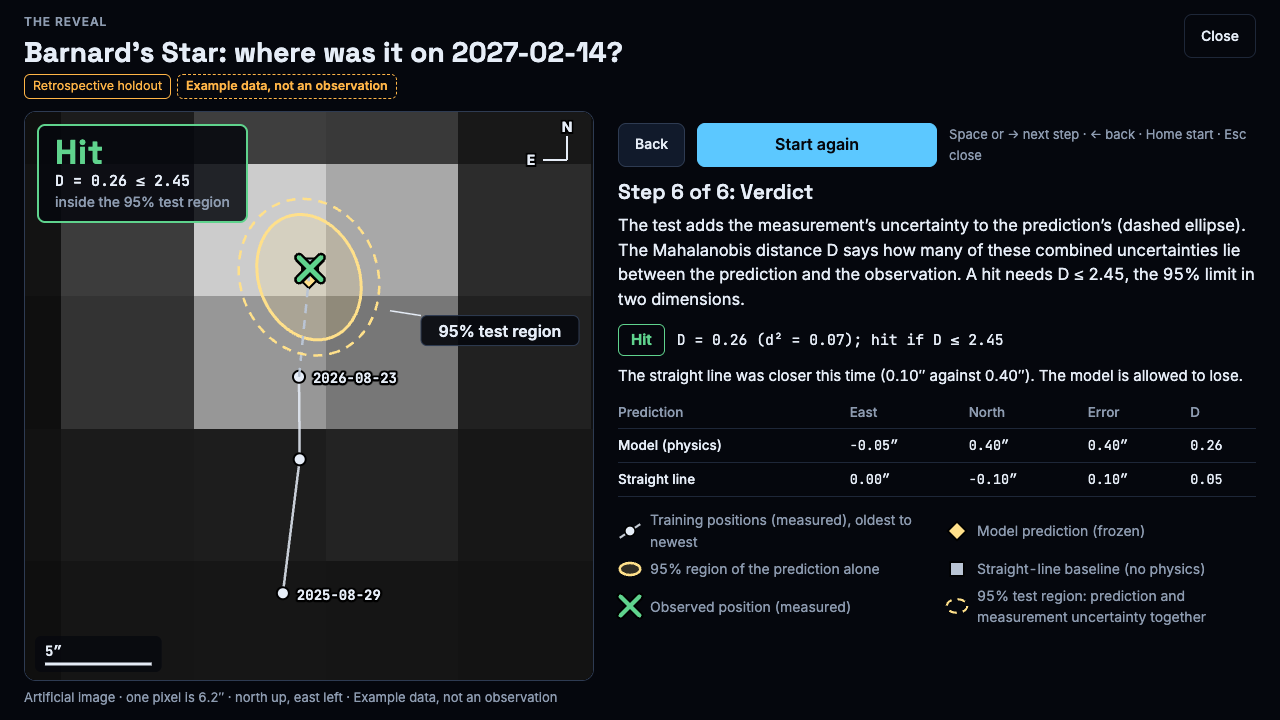 THE REVEAL
Barnard's Star: where was it on 2027-02-14?
Close
Retrospective holdout
Example data, not an observation
Hit
D = 0.26 ≤ 2.45
inside the 95% test region
N
E
95% test region
2026-08-23
2025-08-29
5″
Artificial image · one pixel is 6.2″ · north up, east left · Example data, not an observation
Back
Start again
Space or → next step · ← back · Home start · Esc
close
Step 6 of 6: Verdict
The test adds the measurement's uncertainty to the prediction's (dashed ellipse).
The Mahalanobis distance D says how many of these combined uncertainties lie
between the prediction and the observation. A hit needs D ≤ 2.45, the 95% limit in
two dimensions.
Hit D = 0.26 (d² = 0.07); hit if D ≤ 2.45
The straight line was closer this time (0.10″ against 0.40″). The model is allowed to lose.
Prediction East North Error D
Model (physics) -0.05″ 0.40″ 0.40″ 0.26
Straight line 0.00″ -0.10″ 0.10″ 0.05
Training positions (measured), oldest to
newest
Model prediction (frozen)
95% region of the prediction alone
Straight-line baseline (no physics)
Observed position (measured)
95% test region: prediction and
measurement uncertainty together